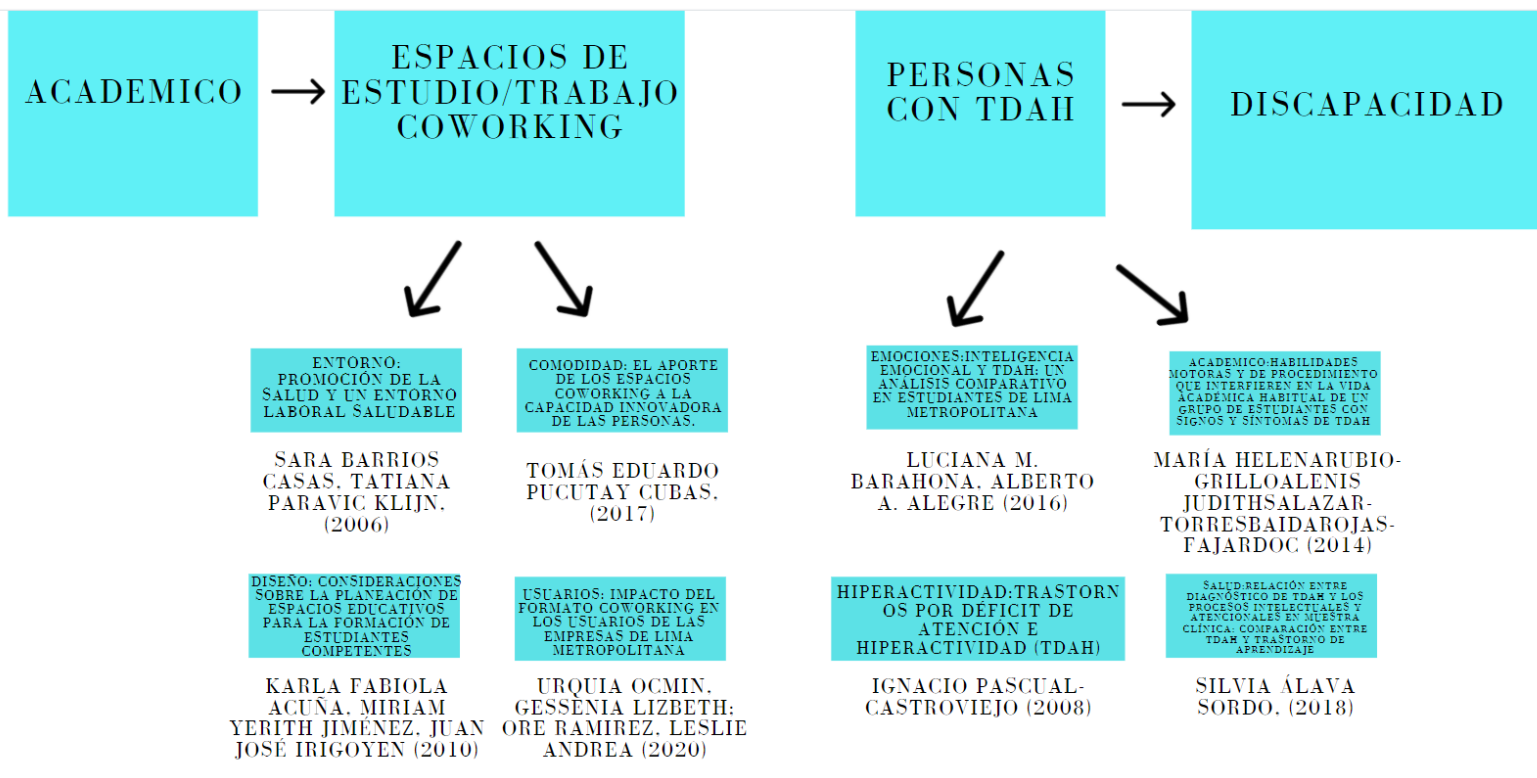 ACADEMICO
ESPACIOS DE
ESTUDIO/TRABAJO
COWORKING
PERSONAS
CON TDAH
DISCAPACIDAD
ENTORNO:
PROMOCIÓN DE LA
SALUD Y UN ENTORNO
LABORAL SALUDABLE
SARA BARRIOS
CASAS, TATIANA
PARAVIC KLIJN,
(2006)
COMODIDAD: EL APORTE
DE LOS ESPACIOS
COWORKING A LA
CAPACIDAD INNOVADORA
DE LAS PERSONAS.
TOMÁS EDUARDO
PUCUTAY CUBAS,
(2017)
EMOCIONES:INTELIGENCIA
EMOCIONAL Y TDAH: UN
ANÁLISIS COMPARATIVO
EN ESTUDIANTES DE LIMA
METROPOLITANA
LUCIANA M.
BARAHONA, ALBERTO
A. ALEGRE (2016)
ACADEMICO:HABILIDADES
MOTORAS Y DE PROCEDIMIENTO
QUE INTERFIEREN EN LA VIDA
ACADÉMICA HABITUAL DE UN
GRUPO DE ESTUDIANTES CON
SIGNOS Y SÍNTOMAS DE TDAH
MARÍA HELENARUBIO-
GRILLOALENIS
JUDITHSALAZAR-
TORRESBAIDAROJAS-
FAJARDOC (2014)
DISEÑO: CONSIDERACIONES
SOBRE LA PLANEACIÓN DE
ESPACIOS EDUCATIVOS
PARA LA FORMACIÓN DE
ESTUDIANTES
COMPETENTES
KARLA FABIOLA
ACUÑA, MIRIAM
YERITH JIMÉNEZ, JUAN
JOSÉ IRIGOYEN (2010)
USUARIOS: IMPACTO DEL
FORMATO COWORKING EN
LOS USUARIOS DE LAS
EMPRESAS DE LIMA
METROPOLITANA
URQUIA OCMIN,
GESSENIA LIZBETH;
ORE RAMIREZ, LESLIE
ANDREA (2020)
HIPERACTIVIDAD:TRASTORN
OS POR DÉFICIT DE
ATENCIÓN E
HIPERACTIVIDAD (TDAH)
IGNACIO PASCUAL-
CASTROVIEJO (2008)
SALUD:RELACIÓN ENTRE
DIAGNÓSTICO DE TDAH Y LOS
PROCESOS INTELECTUALES Y
ATENCIONALES EN MUESTRA
CLÍNICA: COMPARACIÓN ENTRE
TDAH Y TRASTORNO DE
APRENDIZAJE
SILVIA ÁLAVA
SORDO, (2018)